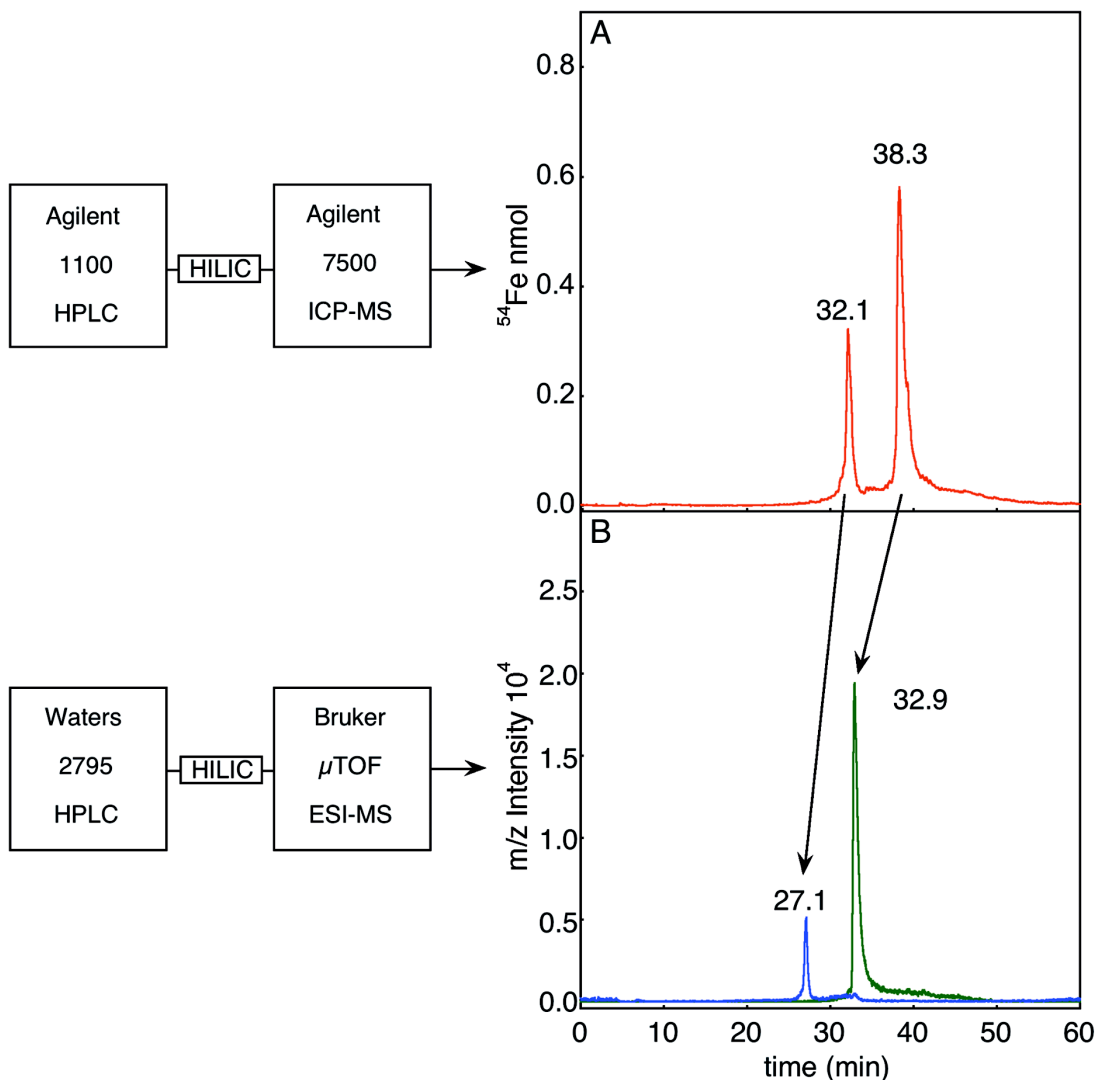 Agilent
1100
HPLC
HILIC
Agilent
7500
ICP-MS
A
0.8
0.6
0.4
0.2
0.0
⁵⁴Fe nmol
32.1
38.3
Waters
2795
HPLC
HILIC
Bruker
µTOF
ESI-MS
B
2.5
2.0
1.5
1.0
0.5
0.0
m/z Intensity 10⁴
27.1
32.9
0 10 20 30 40 50 60
time (min)